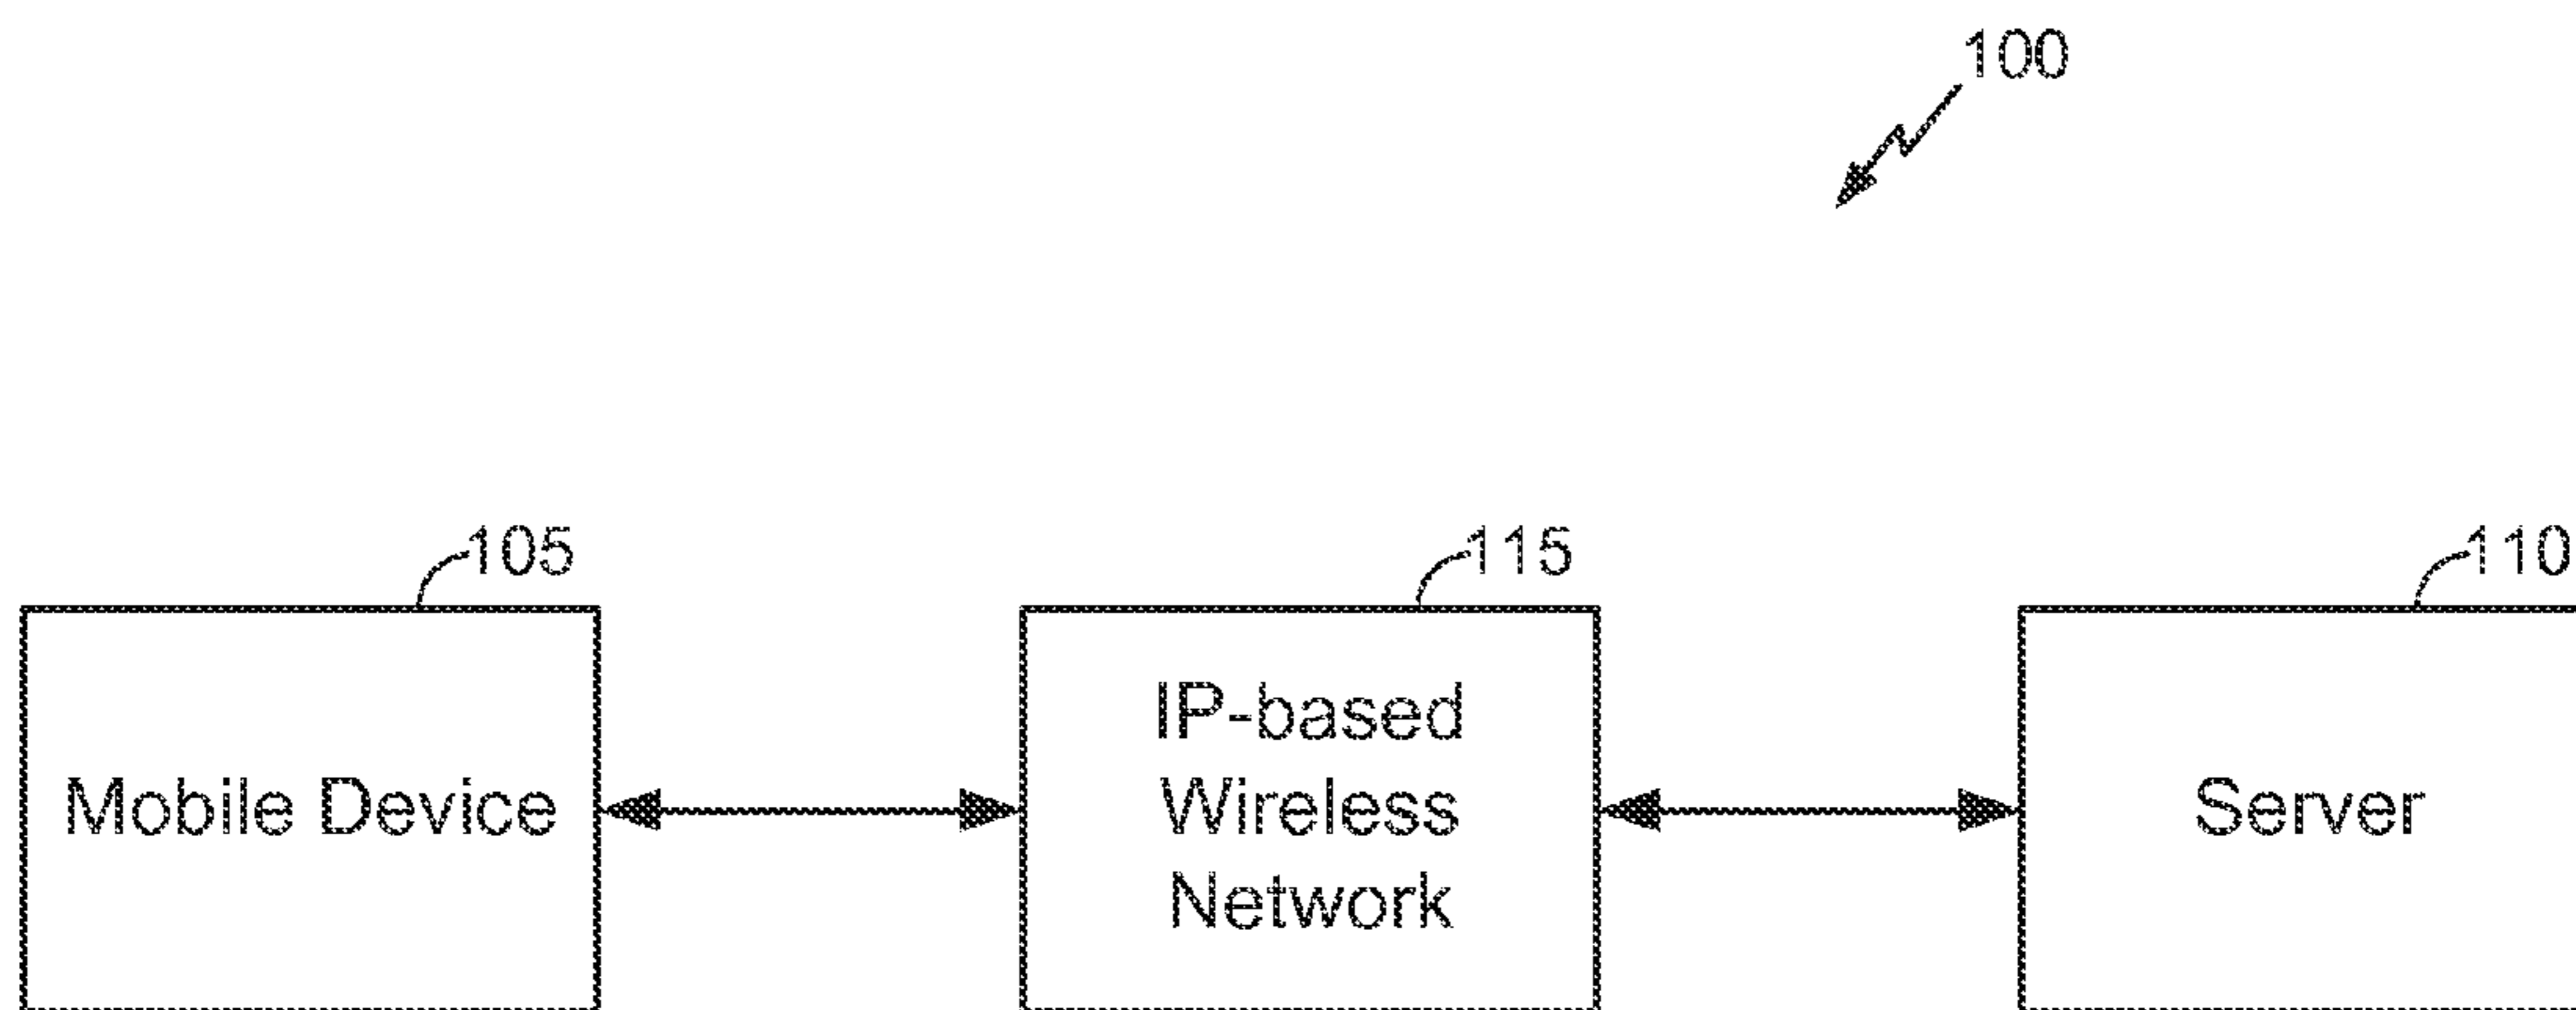 100
105
115
110
Mobile Device
IP-based
Wireless
Network
Server